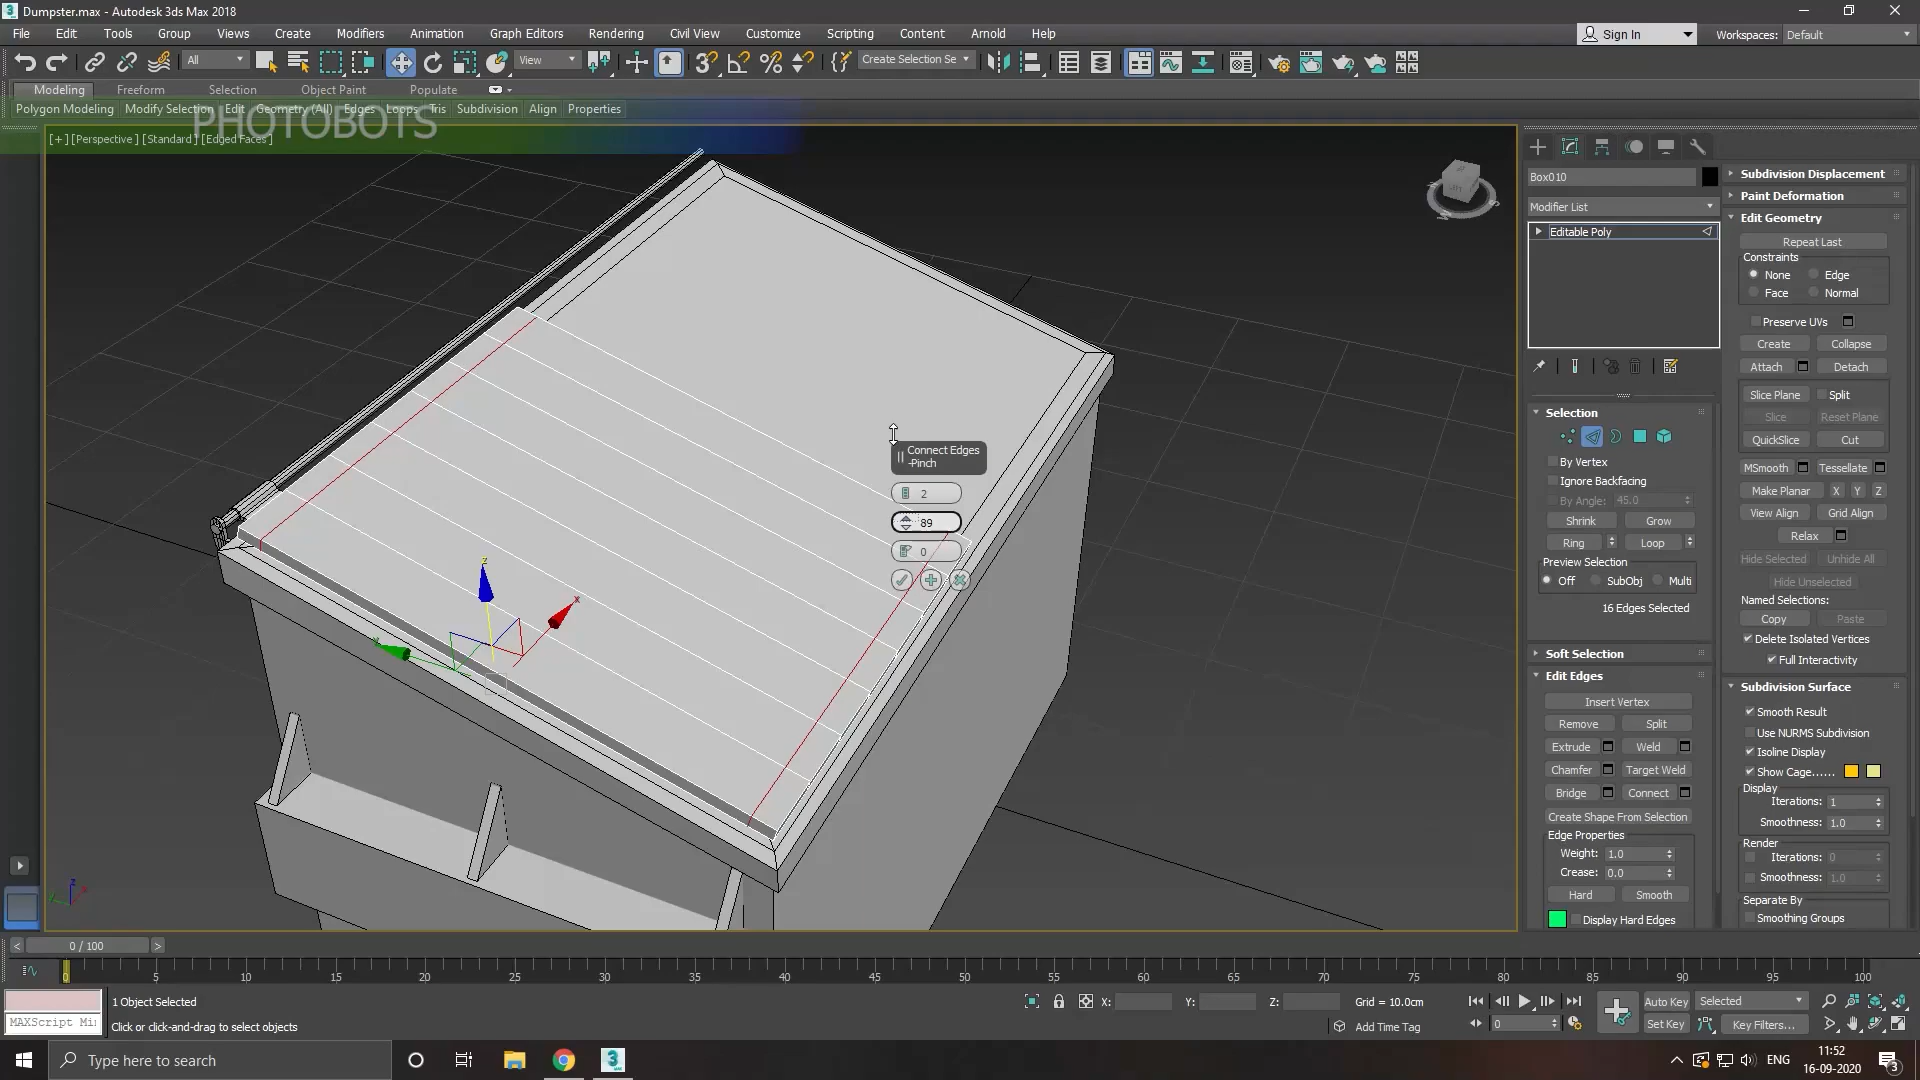 Dumpster.max - Autodesk 3ds Max 2018
File Edit Tools Group Views Create Modifiers Animation Graph Editors Rendering Civil View Customize Scripting Content Arnold Help
Sign In Workspaces: Default
All View Create Selection Se
Modeling Freeform Selection Object Paint Populate
Polygon Modeling Modify Selection Edit Geometry (All) Edges Loops Tris Subdivision Align Properties
PHOTOBOTS
[+] [Perspective ] [Standard ] [Edged Faces ]
Connect Edges
-Pinch
2
89
0
z
x
Box010
Modifier List
Editable Poly
Selection
By Vertex
Ignore Backfacing
By Angle: 45.0
Shrink Grow
Ring Loop
Preview Selection
Off SubObj Multi
16 Edges Selected
Soft Selection
Edit Edges
Insert Vertex
Remove Split
Extrude Weld
Chamfer Target Weld
Bridge Connect
Create Shape From Selection
Edge Properties
Weight: 1.0
Crease: 0.0
Hard Smooth
Display Hard Edges
Subdivision Displacement
Paint Deformation
Edit Geometry
Repeat Last
Constraints
None Edge
Face Normal
Preserve UVs
Create Collapse
Attach Detach
Slice Plane Split
Slice Reset Plane
QuickSlice Cut
MSmooth Tessellate
Make Planar X Y Z
View Align Grid Align
Relax
Hide Selected Unhide All
Hide Unselected
Named Selections:
Copy Paste
Delete Isolated Vertices
Full Interactivity
Subdivision Surface
Smooth Result
Use NURMS Subdivision
Isoline Display
Show Cage......
Display
Iterations: 1
Smoothness: 1.0
Render
Iterations: 0
Smoothness: 1.0
Separate By
Smoothing Groups
< 0 / 100 >
0 5 10 15 20 25 30 35 40 45 50 55 60 65 70 75 80 85 90 95 100
1 Object Selected
X: Y: Z: Grid = 10.0cm
Auto Key Selected
MAXScript Mi
Click or click-and-drag to select objects
Add Time Tag
0
Set Key Key Filters...
Type here to search
3
ENG
11:52
16-09-2020
3